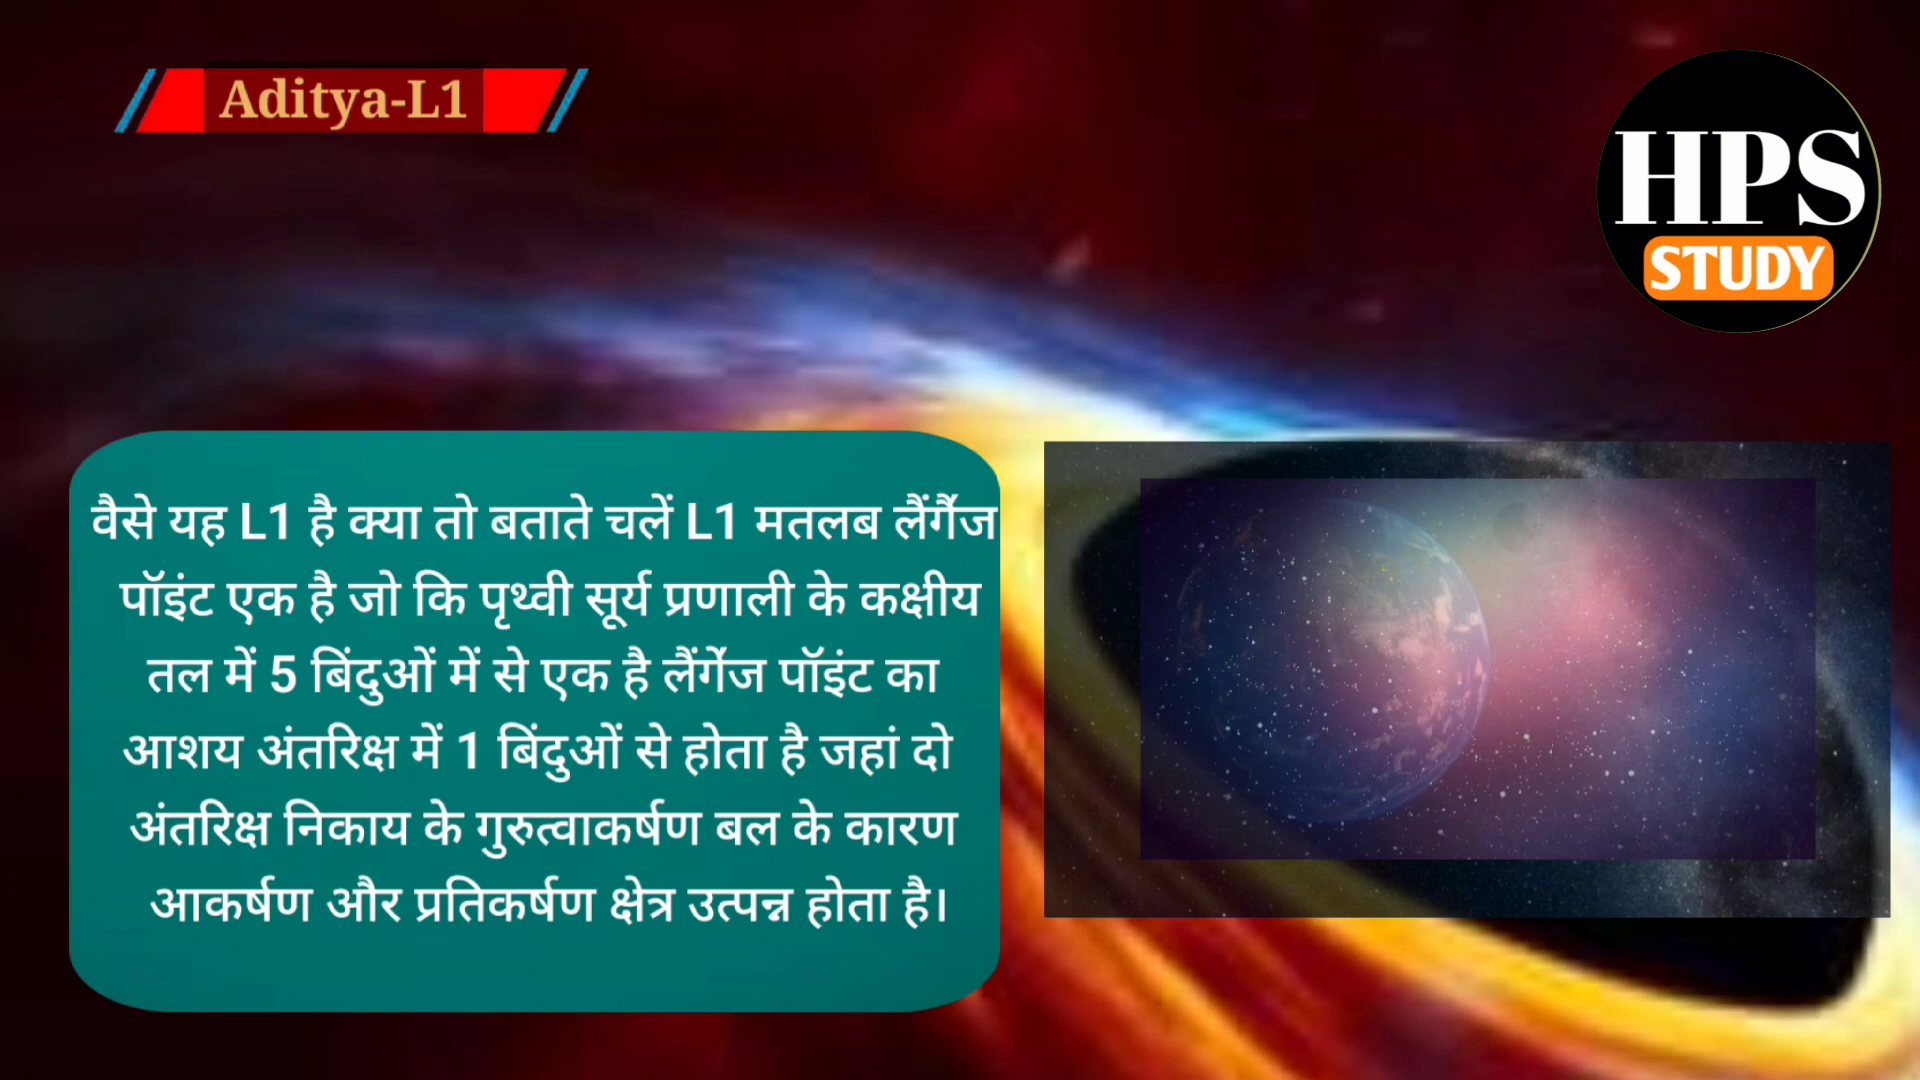 Aditya-L1
HPS
STUDY
वैसे यह L1 है क्या तो बताते चलें L1 मतलब लैंगैंज
पॉइंट एक है जो कि पृथ्वी सूर्य प्रणाली के कक्षीय
तल में 5 बिंदुओं में से एक है लैंगेंज पॉइंट का
आशय अंतरिक्ष में 1 बिंदुओं से होता है जहां दो
अंतरिक्ष निकाय के गुरुत्वाकर्षण बल के कारण
आकर्षण और प्रतिकर्षण क्षेत्र उत्पन्न होता है।